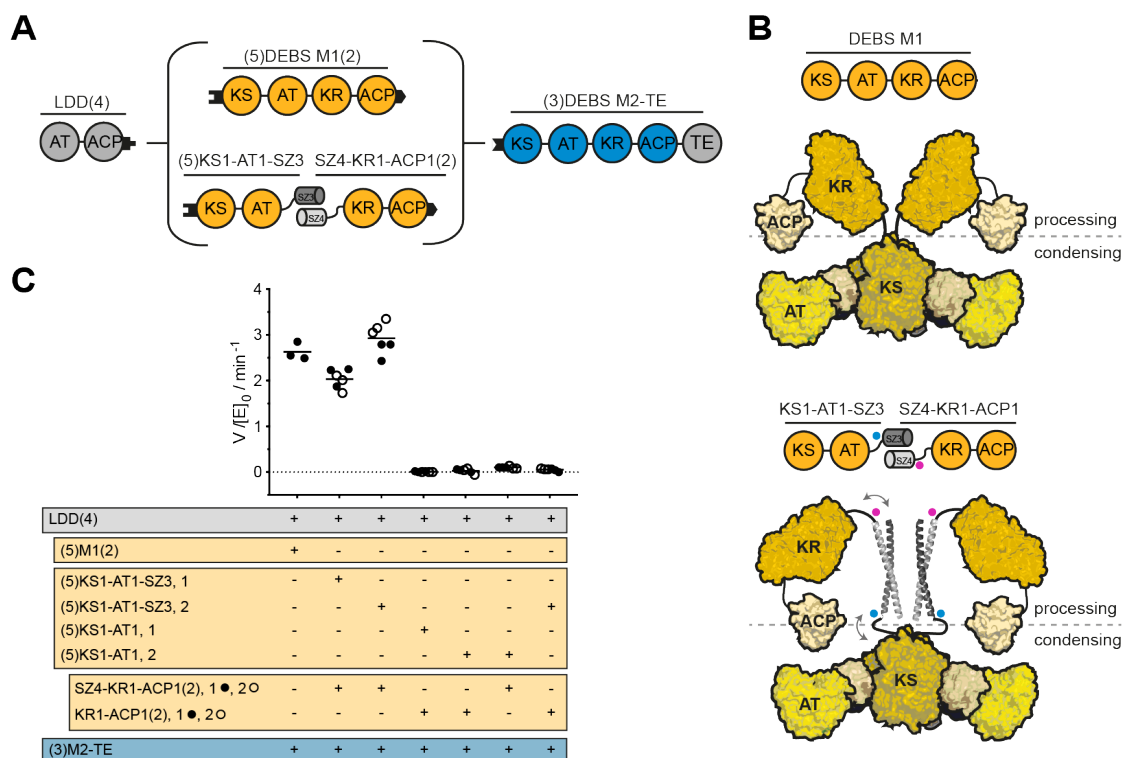 A
(5)DEBS M1(2)
KS AT KR ACP
LDD(4)
AT ACP
(3)DEBS M2-TE
KS AT KR ACP TE
(5)KS1-AT1-SZ3 SZ4-KR1-ACP1(2)
KS AT SZ3 SZ4 KR ACP
B
DEBS M1
KS AT KR ACP
KR
ACP
processing
condensing
KS
AT
KS1-AT1-SZ3 SZ4-KR1-ACP1
KS AT SZ3 SZ4 KR ACP
KR
ACP
processing
condensing
KS
AT
C
V /[E]0 / min -1
4
3
2
1
0
LDD(4) + + + + + + +
(5)M1(2) + - - - - - -
(5)KS1-AT1-SZ3, 1 - + - - - - -
(5)KS1-AT1-SZ3, 2 - - + - - - +
(5)KS1-AT1, 1 - - - + - - -
(5)KS1-AT1, 2 - - - - + + -
SZ4-KR1-ACP1(2), 1 ●, 2 ○ - + + - - + -
KR1-ACP1(2), 1 ●, 2 ○ - - - + + - +
(3)M2-TE + + + + + + +